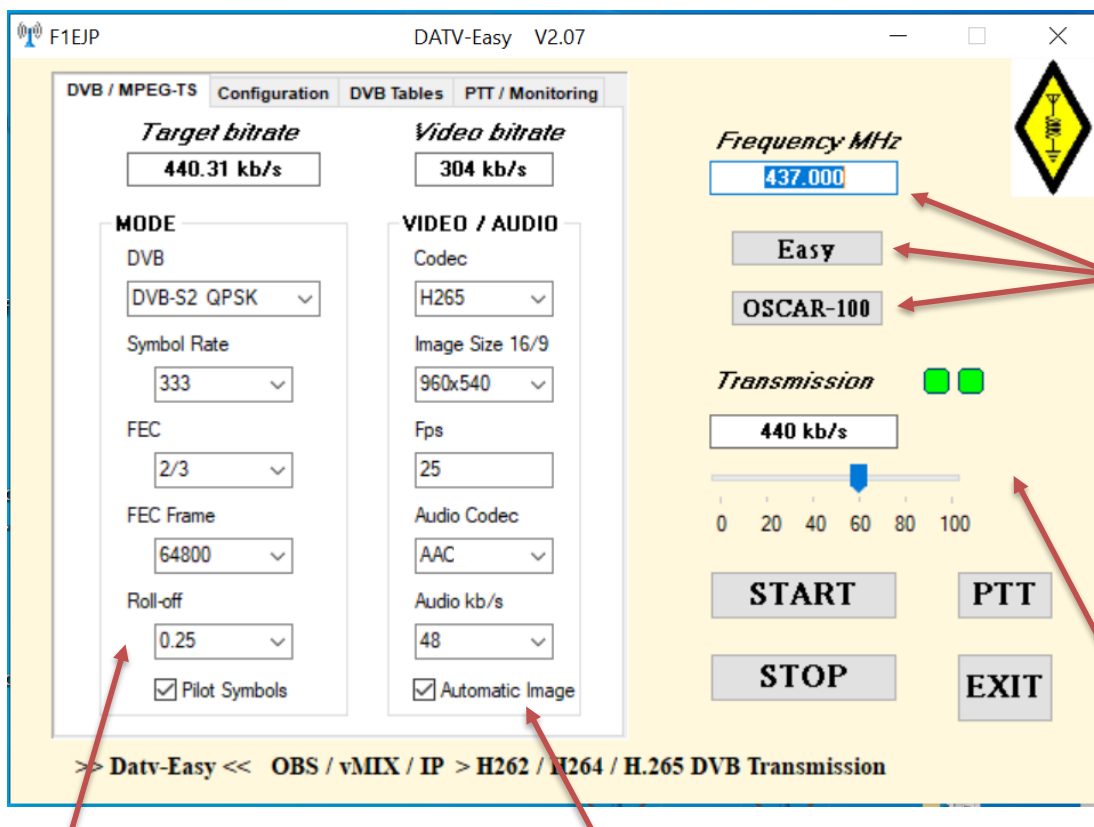 F1EJP DATV-Easy V2.07
DVB / MPEG-TS Configuration DVB Tables PTT / Monitoring
Target bitrate Video bitrate
440.31 kb/s 304 kb/s
Frequency MHz
437.000
MODE VIDEO / AUDIO
DVB Codec
DVB-S2 QPSK H265
Easy
OSCAR-100
Symbol Rate Image Size 16/9
333 960x540
Transmission
440 kb/s
FEC Fps
2/3 25
0 20 40 60 80 100
FEC Frame Audio Codec
64800 AAC
Roll-off Audio kb/s
0.25 48
START PTT
Pilot Symbols Automatic Image
STOP EXIT
>> Datv-Easy << OBS / vMIX / IP > H262 / H264 / H.265 DVB Transmission